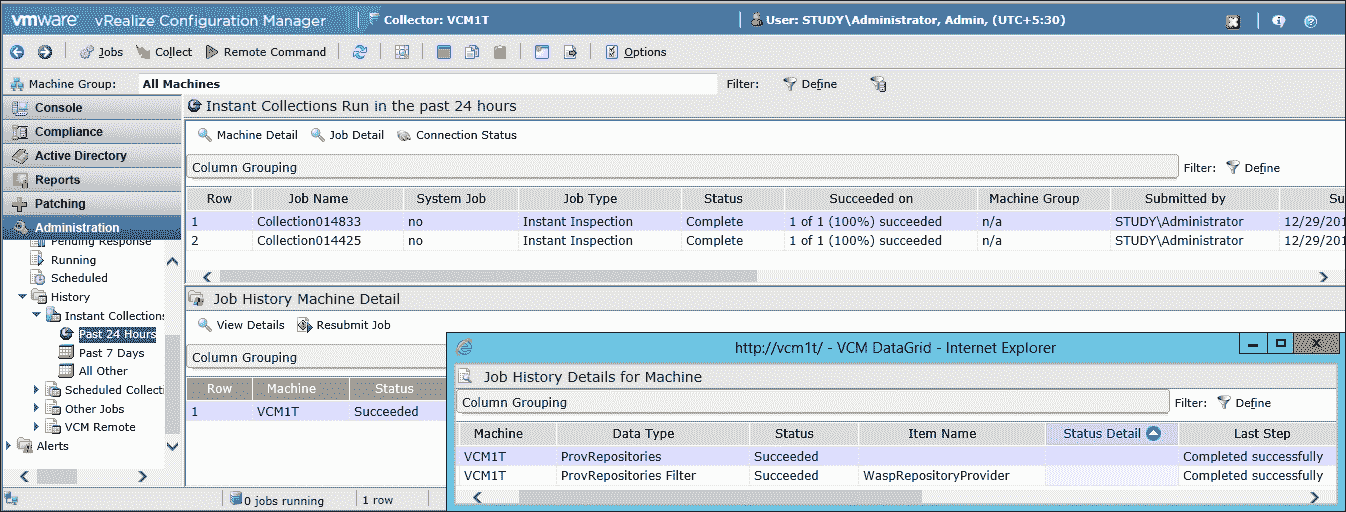 vmware vRealize Configuration Manager Collector: VCM1T User: STUDY\Administrator, Admin, (UTC+5:30)
Jobs Collect Remote Command Options
Machine Group: All Machines Filter: Define
Console
Compliance
Active Directory
Reports
Patching
Administration
Pending Response
Running
Scheduled
History
Instant Collections
Past 24 Hours
Past 7 Days
All Other
Scheduled Collecti
Other Jobs
VCM Remote
Alerts
Instant Collections Run in the past 24 hours
Machine Detail Job Detail Connection Status
Column Grouping Filter: Define
Row Job Name System Job Job Type Status Succeeded on Machine Group Submitted by Su
1 Collection014833 no Instant Inspection Complete 1 of 1 (100%) succeeded n/a STUDY\Administrator 12/29/201
2 Collection014425 no Instant Inspection Complete 1 of 1 (100%) succeeded n/a STUDY\Administrator 12/29/201
Job History Machine Detail
View Details Resubmit Job
Column Grouping
Row Machine Status
1 VCM1T Succeeded
http://vcm1t/ - VCM DataGrid - Internet Explorer
Job History Details for Machine
Column Grouping Filter: Define
Machine Data Type Status Item Name Status Detail Last Step
VCM1T ProvRepositories Succeeded Completed successfully
VCM1T ProvRepositories Filter Succeeded WaspRepositoryProvider Completed successfully
0 jobs running 1 row